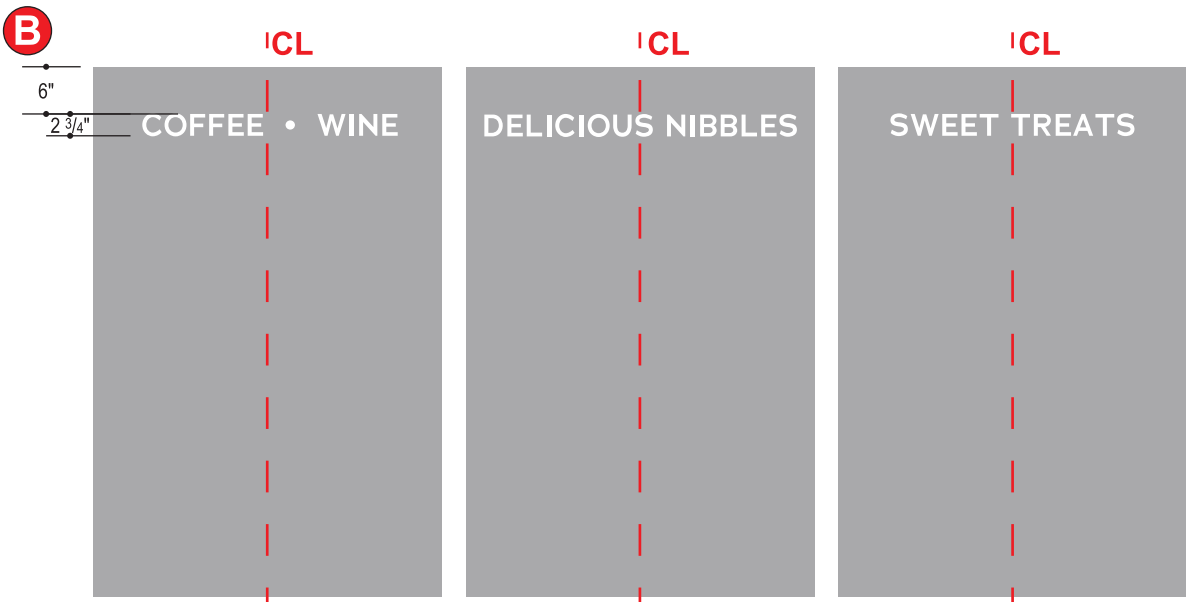 B
CL CL CL
6"
2 3/4"
COFFEE • WINE
DELICIOUS NIBBLES
SWEET TREATS